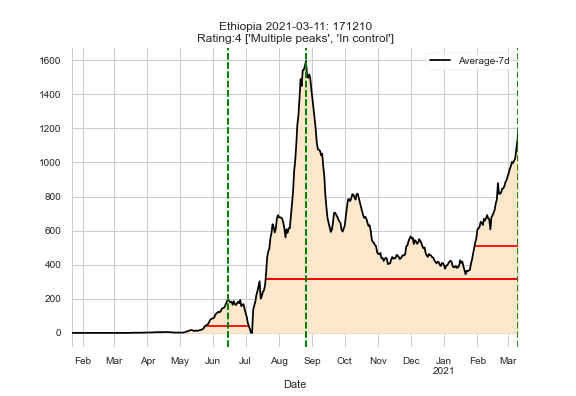 Ethiopia 2021-03-11: 171210
Rating:4 ['Multiple peaks', 'In control']
Average-7d
1600
1400
1200
1000
800
600
400
200
0
Feb Mar Apr May Jun Jul Aug Sep Oct Nov Dec Jan Feb Mar
2021
Date